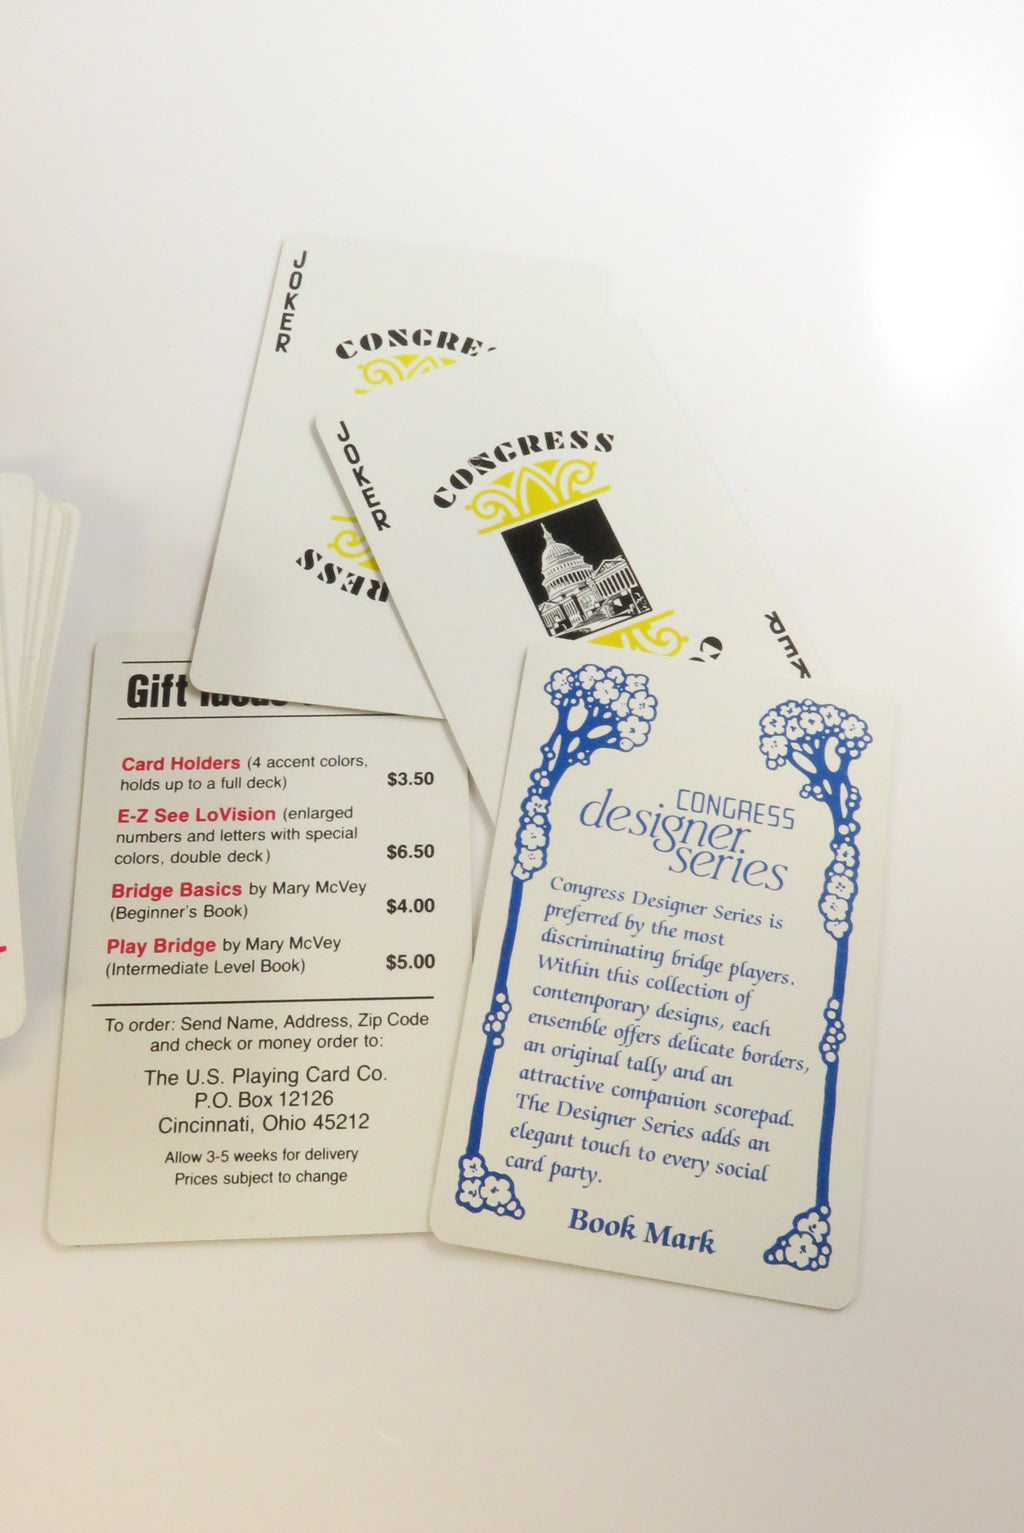 JOKER
CONGRE
RESS
JOKER
CONGRESS
KER
Gift Ideas
Card Holders (4 accent colors,
holds up to a full deck) $3.50
E-Z See LoVision (enlarged
numbers and letters with special
colors, double deck) $6.50
Bridge Basics by Mary McVey
(Beginner's Book) $4.00
Play Bridge by Mary McVey
(Intermediate Level Book) $5.00
To order: Send Name, Address, Zip Code
and check or money order to:
The U.S. Playing Card Co.
P.O. Box 12126
Cincinnati, Ohio 45212
Allow 3-5 weeks for delivery
Prices subject to change
CONGRESS
designer
series
Congress Designer Series is
preferred by the most
discriminating bridge players.
Within this collection of
contemporary designs, each
ensemble offers delicate borders,
an original tally and an
attractive companion scorepad.
The Designer Series adds an
elegant touch to every social
card party.
Book Mark